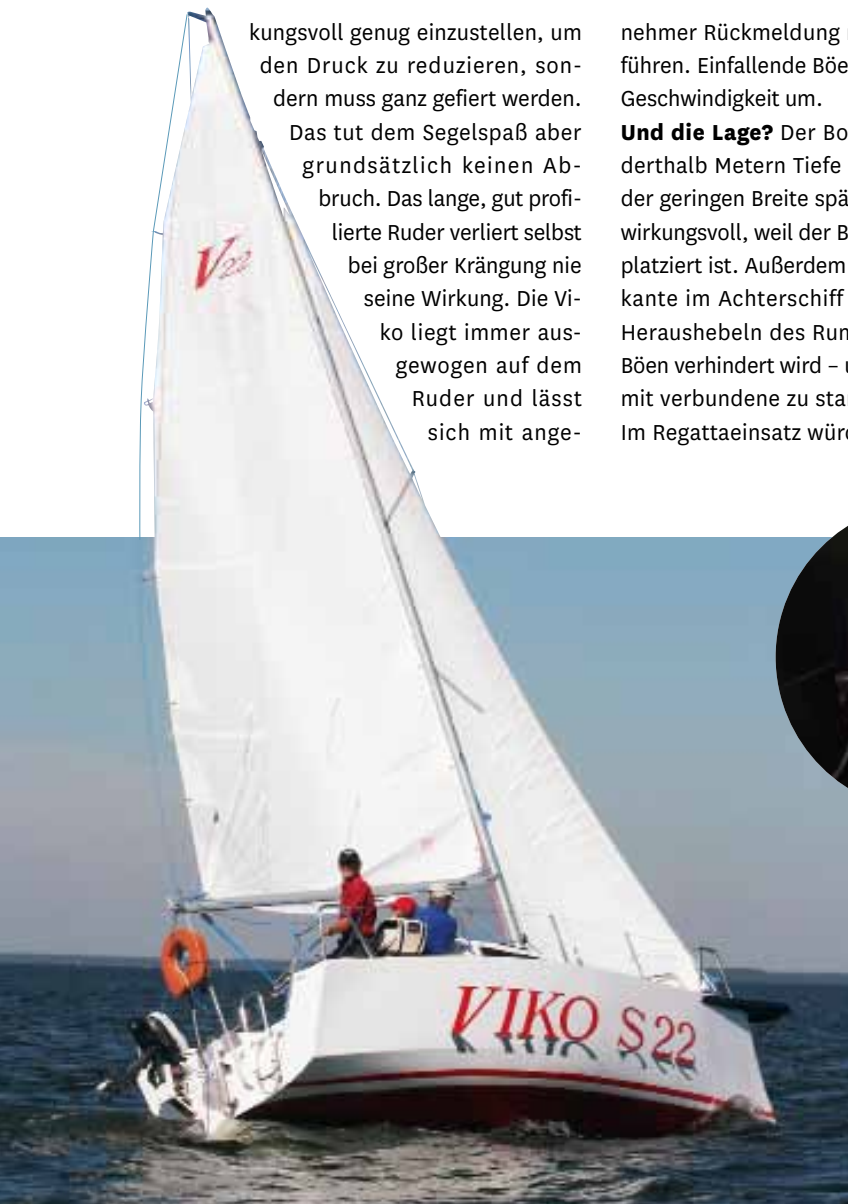 kungsvoll genug einzustellen, um
den Druck zu reduzieren, son-
dern muss ganz gefiert werden.
Das tut dem Segelspaß aber
grundsätzlich keinen Ab-
bruch. Das lange, gut profi-
lierte Ruder verliert selbst
bei großer Krängung nie
seine Wirkung. Die Vi-
ko liegt immer aus-
gewogen auf dem
Ruder und lässt
sich mit ange-
nehmer Rückmeldung
führen. Einfallende Böe
Geschwindigkeit um.
Und die Lage? Der Bo
derthalb Metern Tiefe
der geringen Breite spä
wirkungsvoll, weil der B
platziert ist. Außerdem
kante im Achterschiff
Heraushebeln des Rum
Böen verhindert wird –
mit verbundene zu star
Im Regattaeinsatz würd
V22
VIKO S 22